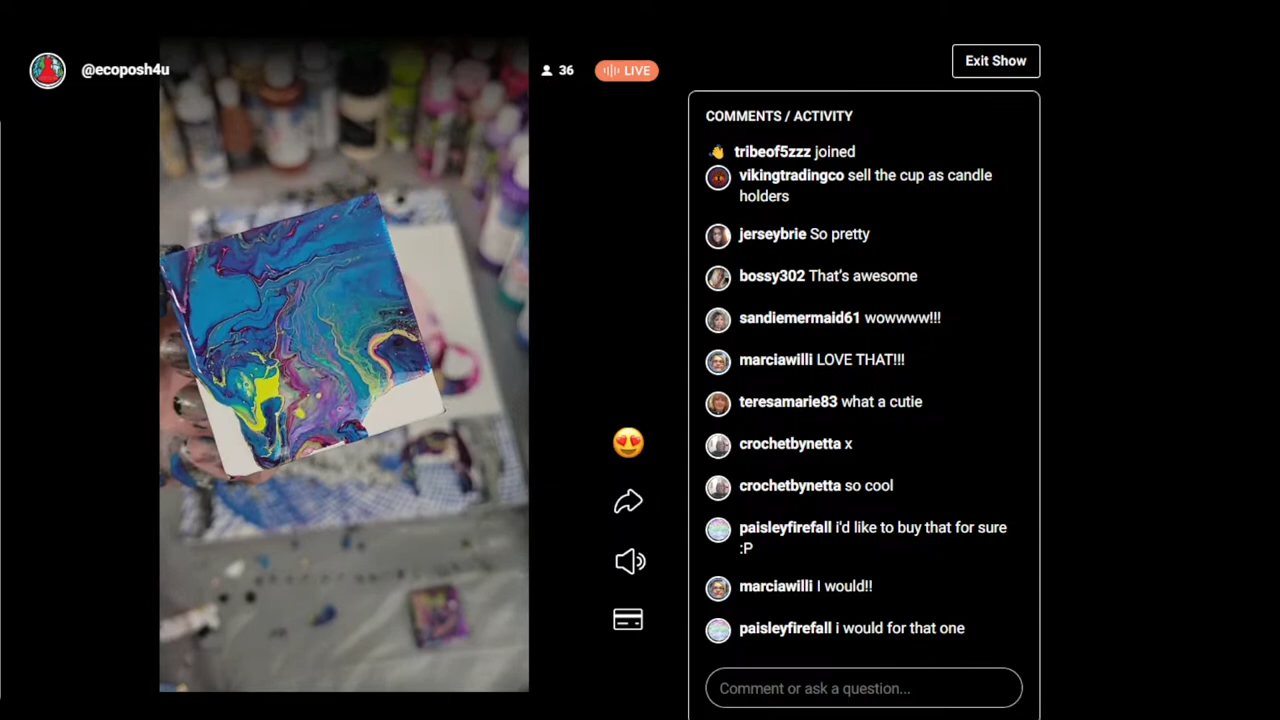 @ecoposh4u
36
LIVE
Exit Show
COMMENTS / ACTIVITY
tribeof5zzz joined
vikingtradingco sell the cup as candle
holders
jerseybrie So pretty
bossy302 That's awesome
sandiemermaid61 wowwww!!!
marciawilli LOVE THAT!!!
teresamarie83 what a cutie
crochetbynetta x
crochetbynetta so cool
paisleyfirefall i'd like to buy that for sure
:P
marciawilli I would!!
paisleyfirefall i would for that one
Comment or ask a question...